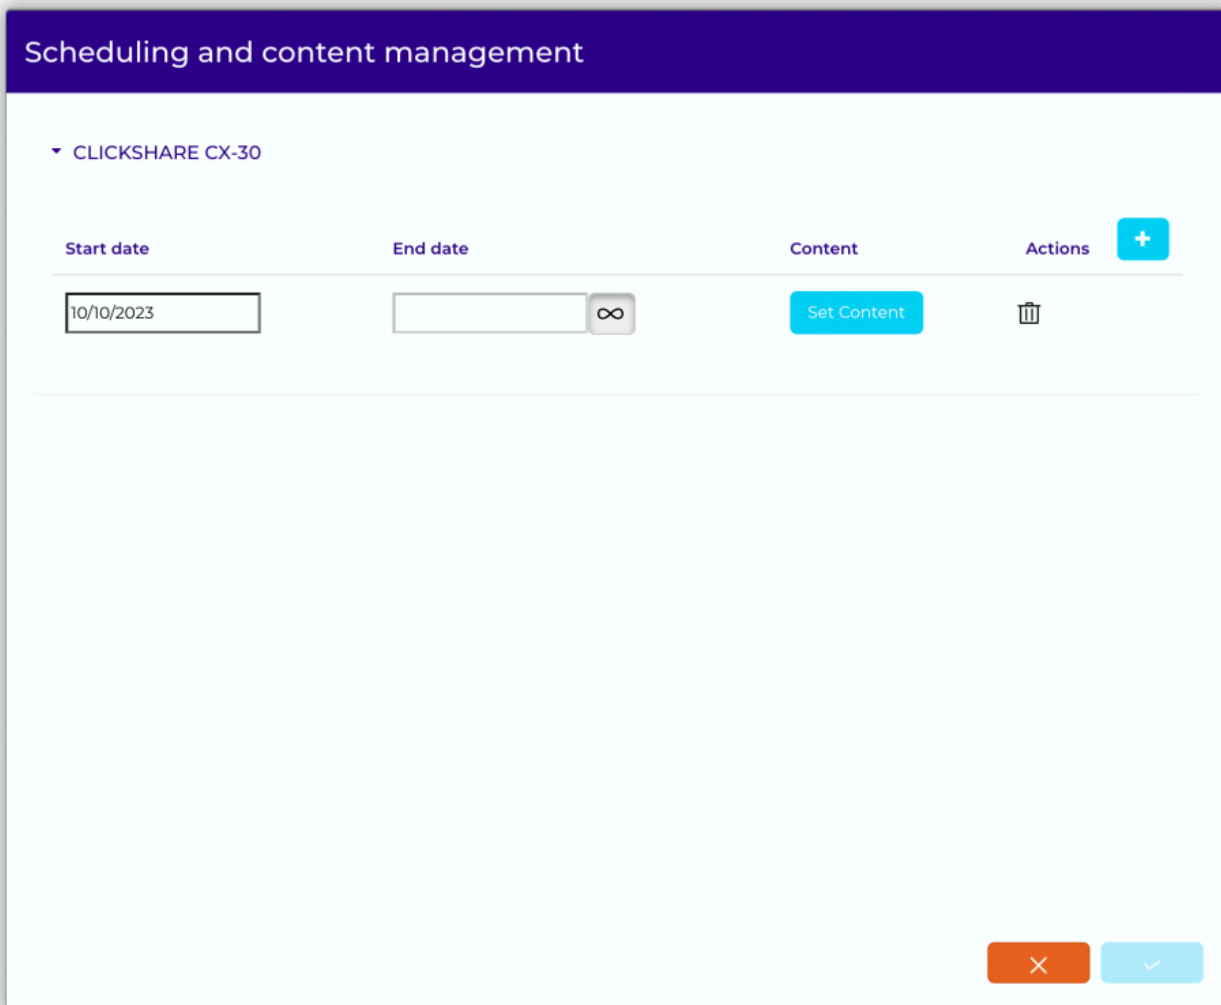 Scheduling and content management
CLICKSHARE CX-30
Start date End date Content Actions +
10/10/2023 ∞ Set Content